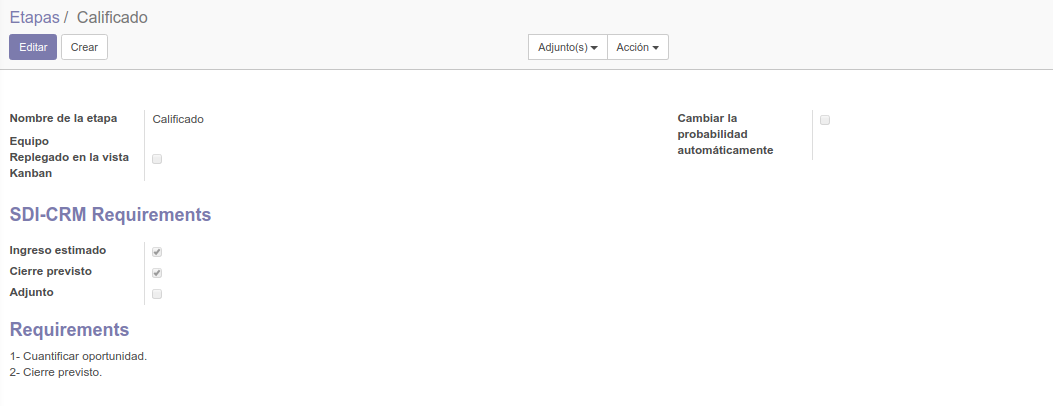 Etapas / Calificado
Editar Crear Adjunto(s) Acción
Nombre de la etapa Calificado
Equipo
Replegado en la vista
Kanban
Cambiar la
probabilidad
automáticamente
SDI-CRM Requirements
Ingreso estimado
Cierre previsto
Adjunto
Requirements
1- Cuantificar oportunidad.
2- Cierre previsto.